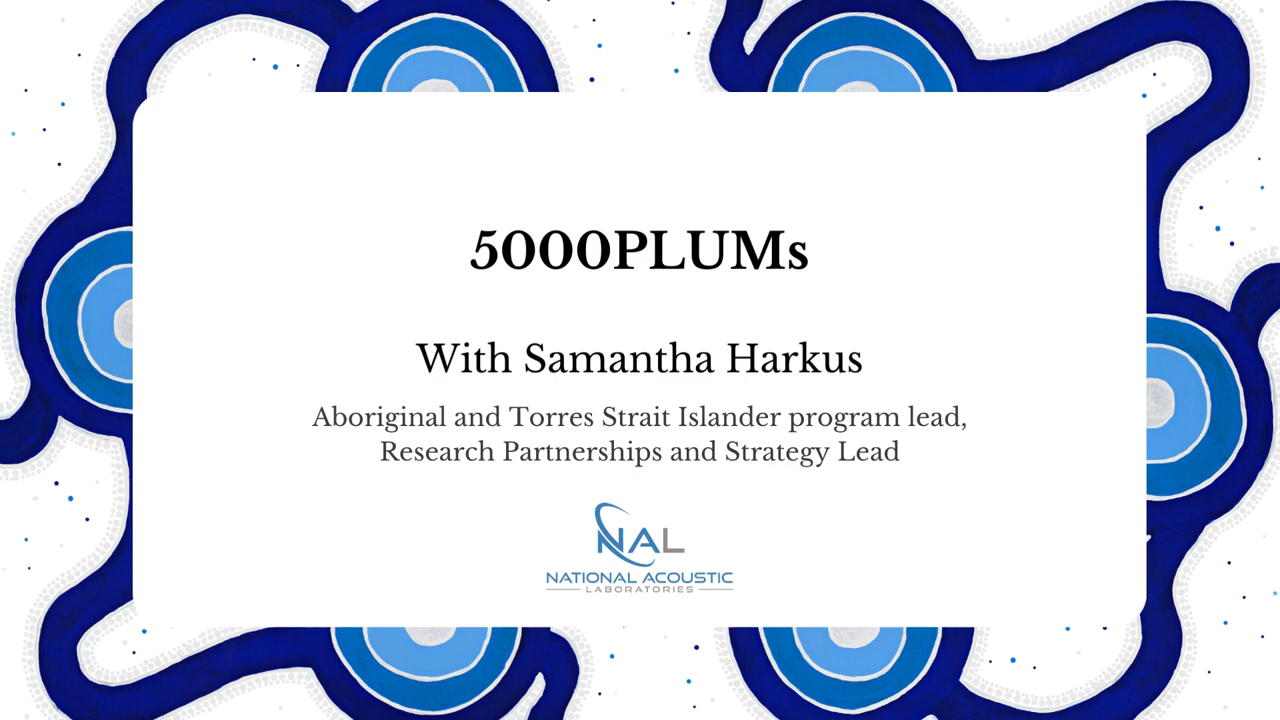 5000PLUMs
With Samantha Harkus
Aboriginal and Torres Strait Islander program lead,
Research Partnerships and Strategy Lead
NAL
NATIONAL ACOUSTIC
LABORATORIES